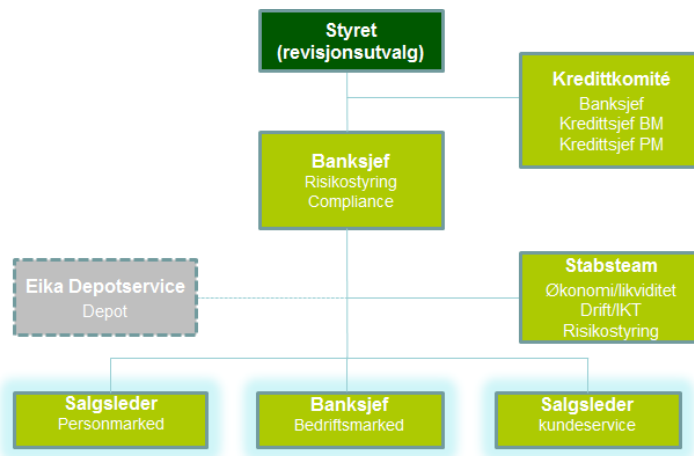 Styret
(revisjonsutvalg)
Kredittkomité
Banksjef
Kredittsjef BM
Kredittsjef PM
Banksjef
Risikostyring
Compliance
Eika Depotservice
Depot
Stabsteam
Økonomi/likviditet
Drift/IKT
Risikostyring
Salgsleder
Personmarked
Banksjef
Bedriftsmarked
Salgsleder
kundeservice